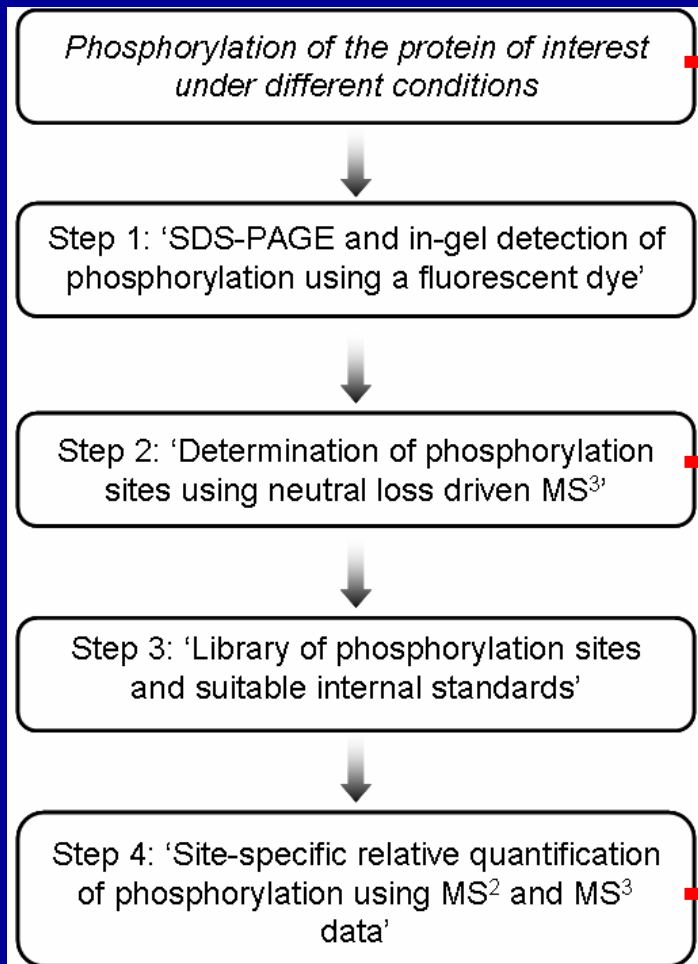 Phosphorylation of the protein of interest
under different conditions
Step 1: ‘SDS-PAGE and in-gel detection of
phosphorylation using a fluorescent dye’
Step 2: ‘Determination of phosphorylation
sites using neutral loss driven MS³’
Step 3: ‘Library of phosphorylation sites
and suitable internal standards’
Step 4: ‘Site-specific relative quantification
of phosphorylation using MS² and MS³
data’